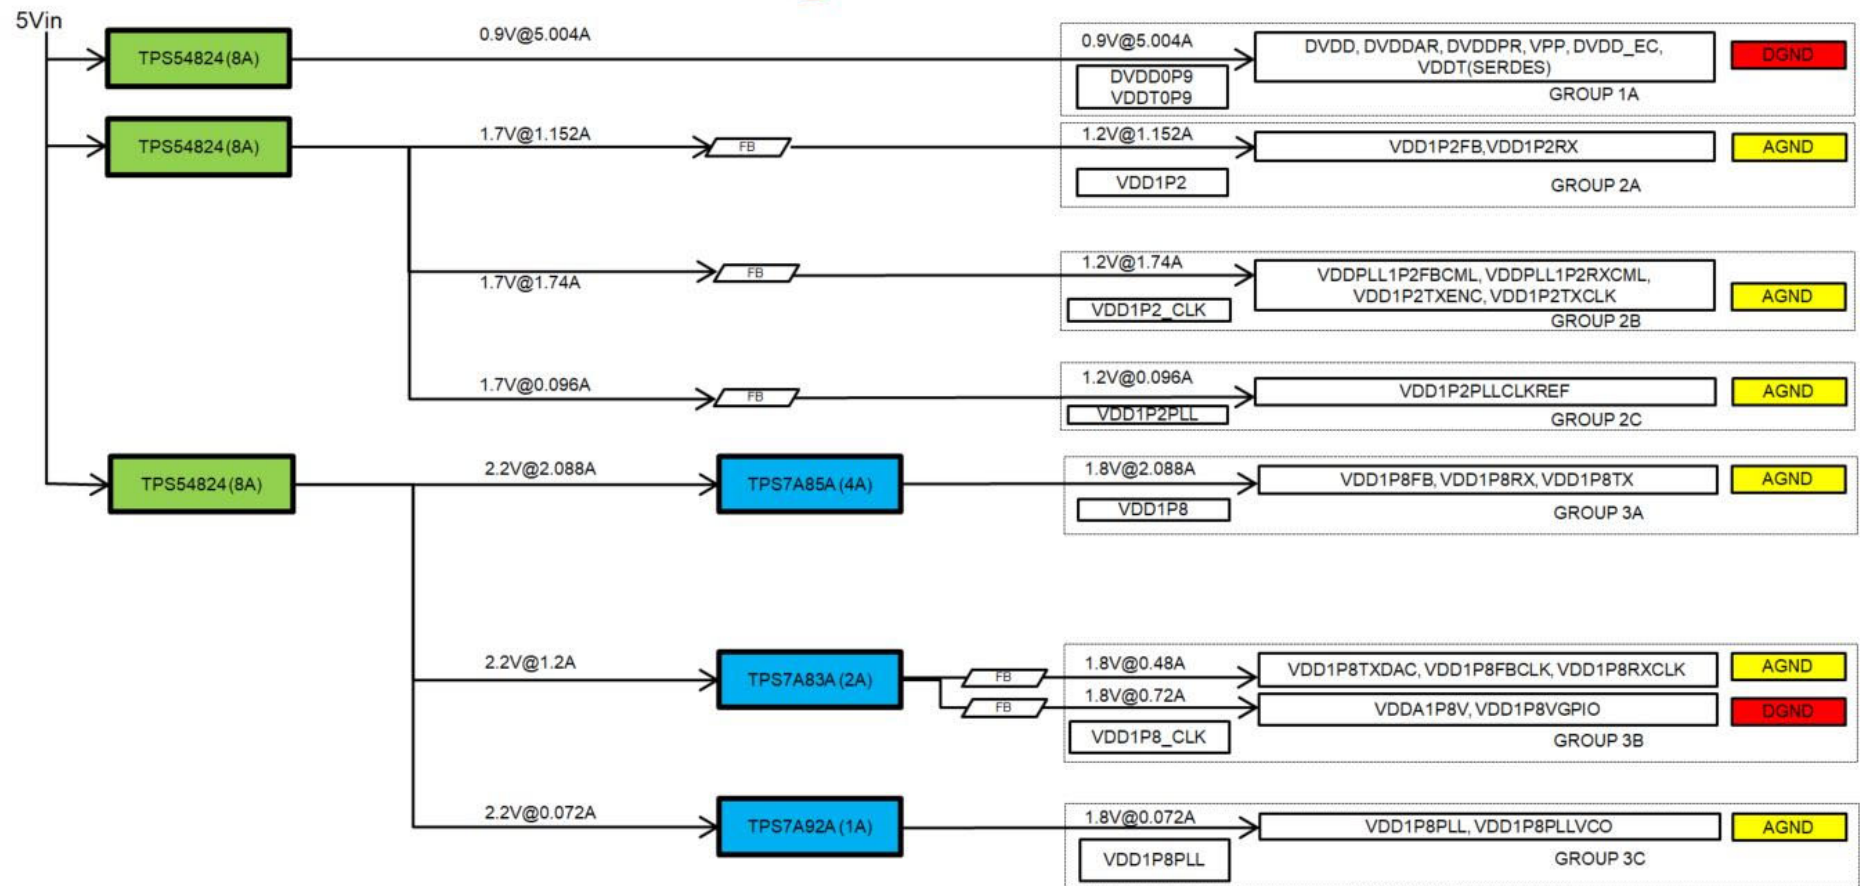 5Vin
TPS54824(8A)
0.9V@5.004A
0.9V@5.004A
DVDD0P9
VDDT0P9
DVDD, DVDDAR, DVDDPR, VPP, DVDD_EC,
VDDT(SERDES)
GROUP 1A
DGND
TPS54824(8A)
1.7V@1.152A
FB
1.2V@1.152A
VDD1P2
VDD1P2FB,VDD1P2RX
GROUP 2A
AGND
1.7V@1.74A
FB
1.2V@1.74A
VDD1P2_CLK
VDDPLL1P2FBCML, VDDPLL1P2RXCML,
VDD1P2TXENC, VDD1P2TXCLK
GROUP 2B
AGND
1.7V@0.096A
FB
1.2V@0.096A
VDD1P2PLL
VDD1P2PLLCLKREF
GROUP 2C
AGND
TPS54824(8A)
2.2V@2.088A
TPS7A85A(4A)
1.8V@2.088A
VDD1P8
VDD1P8FB, VDD1P8RX, VDD1P8TX
GROUP 3A
AGND
2.2V@1.2A
TPS7A83A(2A)
FB
1.8V@0.48A
VDD1P8TXDAC, VDD1P8FBCLK, VDD1P8RXCLK
AGND
FB
1.8V@0.72A
VDD1P8_CLK
VDDA1P8V, VDD1P8VGPIO
GROUP 3B
DGND
2.2V@0.072A
TPS7A92A(1A)
1.8V@0.072A
VDD1P8PLL
VDD1P8PLL, VDD1P8PLLVCO
GROUP 3C
AGND